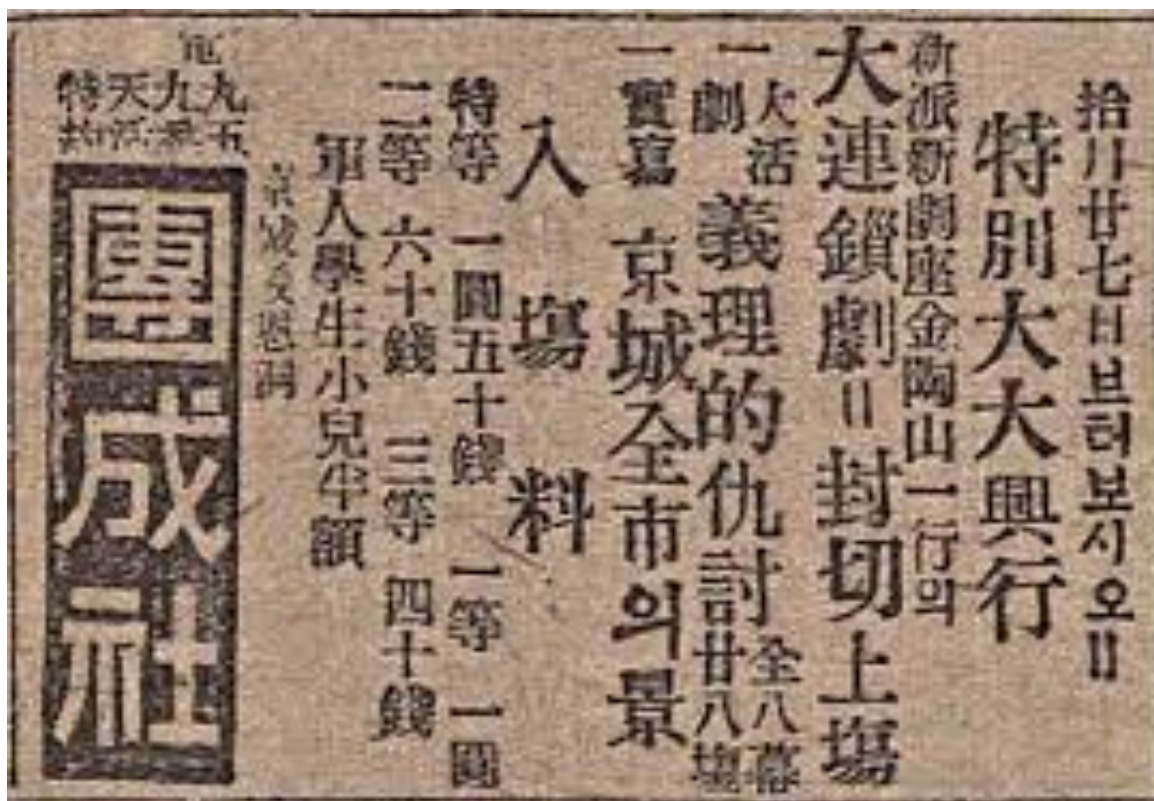 拾月廿七日브터보시오=
特別大大興行
新派新劇座金陶山一行의
大連鎖劇=封切上塲
一大活劇 義理的仇討 全八幕廿八塲
一實寫 京城全市의景
入塲料
特等 一圓五十錢 一等 一圓
二等 六十錢 三等 四十錢
軍人學生小兒半額
團成社